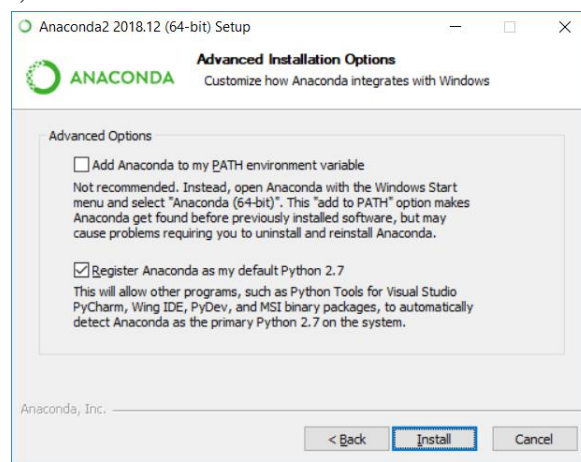 Anaconda2 2018.12 (64-bit) Setup
ANACONDA
Advanced Installation Options
Customize how Anaconda integrates with Windows
Advanced Options
Add Anaconda to my PATH environment variable
Not recommended. Instead, open Anaconda with the Windows Start
menu and select "Anaconda (64-bit)". This "add to PATH" option makes
Anaconda get found before previously installed software, but may
cause problems requiring you to uninstall and reinstall Anaconda.
Register Anaconda as my default Python 2.7
This will allow other programs, such as Python Tools for Visual Studio
PyCharm, Wing IDE, PyDev, and MSI binary packages, to automatically
detect Anaconda as the primary Python 2.7 on the system.
Anaconda, Inc.
< Back Install Cancel